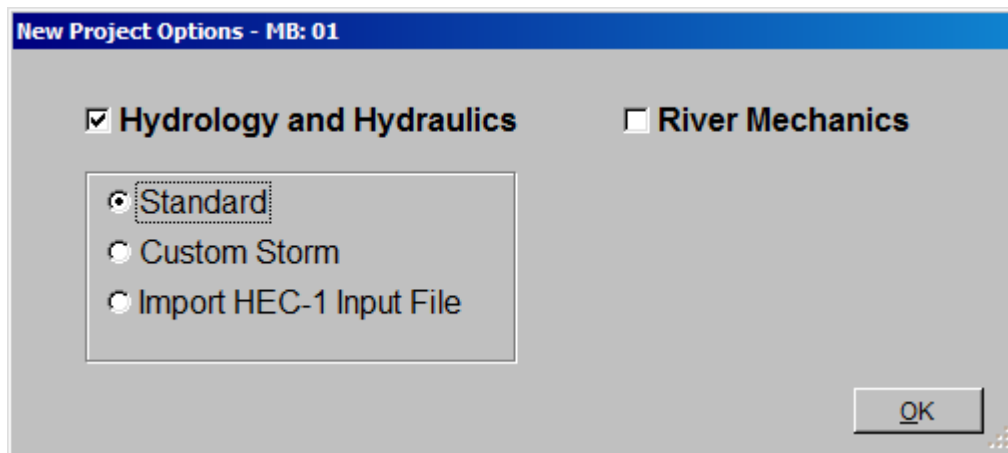 New Project Options - MB: 01
Hydrology and Hydraulics River Mechanics
Standard
Custom Storm
Import HEC-1 Input File
OK